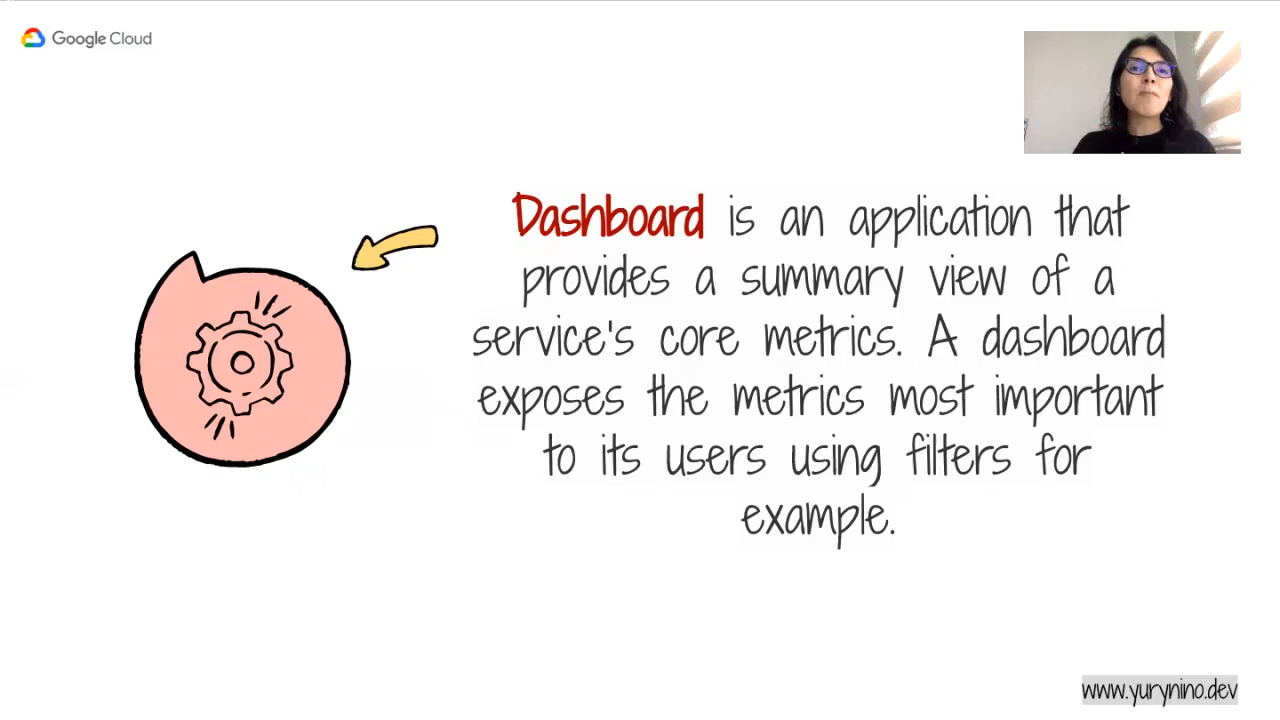 Google Cloud
Dashboard is an application that
provides a summary view of a
service's core metrics. A dashboard
exposes the metrics most important
to its users using filters for
example.
www.yurynino.dev